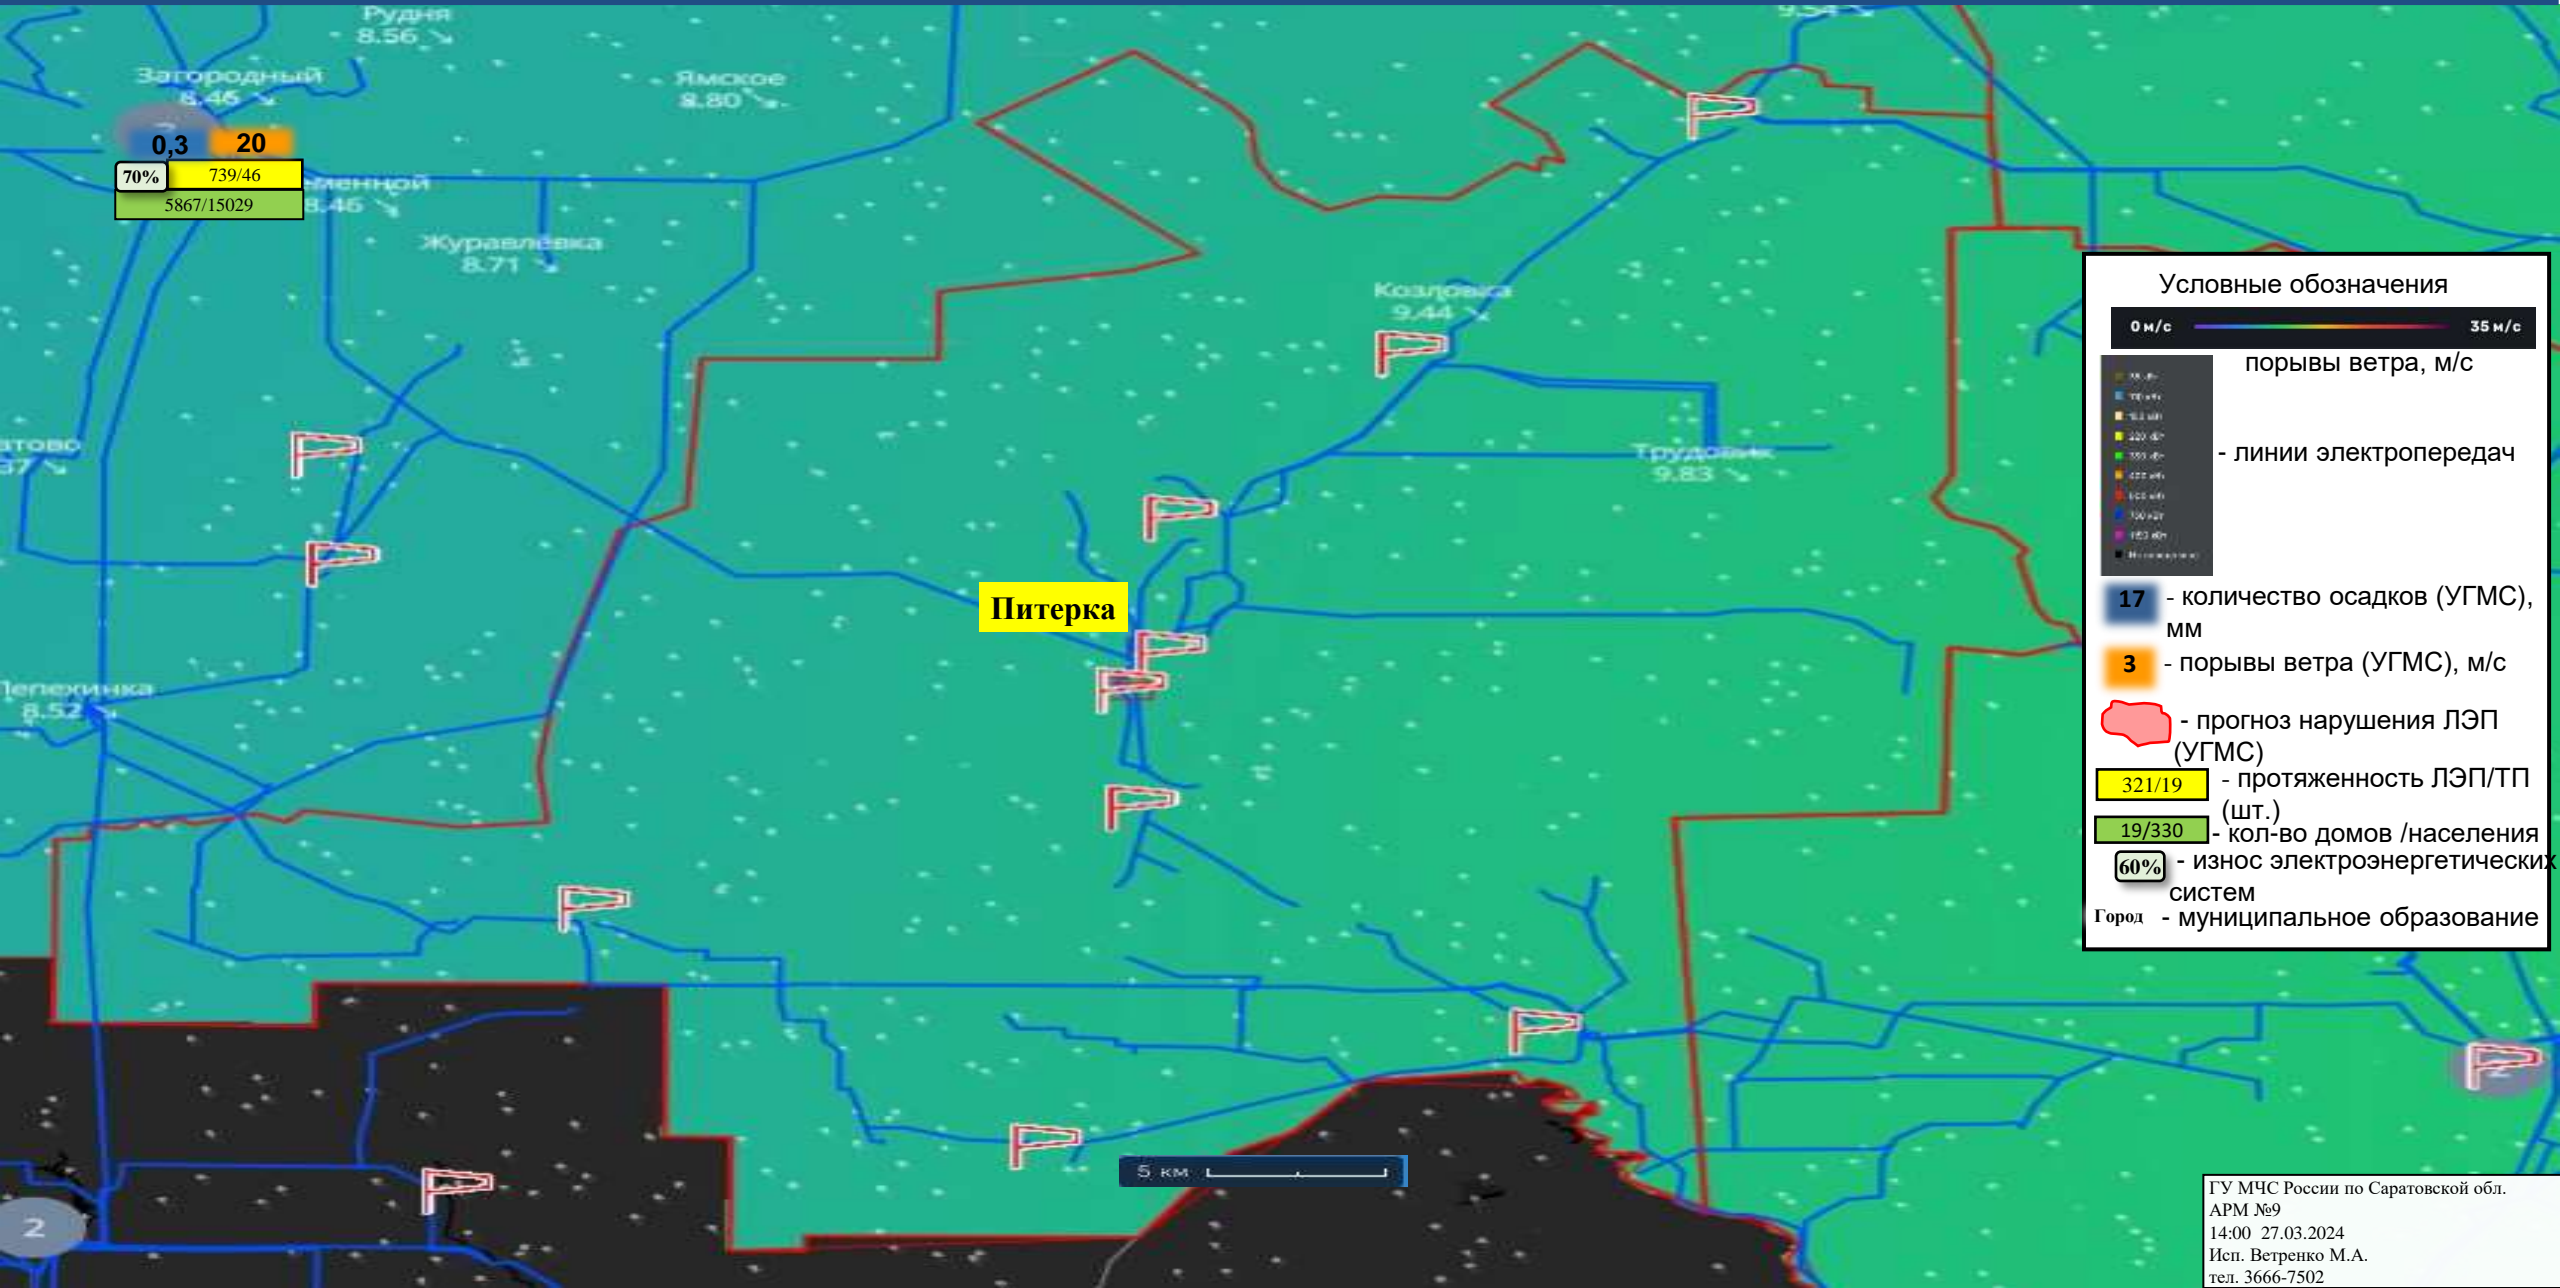 Рудня
8.56
9.54
Загородный
8.46
Ямское
8.80
0,3
20
70%
739/46
5867/15029
8.46
Журавлёвка
8.71
Козловка
9.44
Трудовик
9.83
Питерка
8.52
5 км
2
Условные обозначения
0 м/с
35 м/с
порывы ветра, м/с
- линии электропередач
17 - количество осадков (УГМС),
мм
3 - порывы ветра (УГМС), м/с
- прогноз нарушения ЛЭП
(УГМС)
321/19 - протяженность ЛЭП/ТП
(шт.)
19/330 - кол-во домов /населения
60% - износ электроэнергетических
систем
Город - муниципальное образование
ГУ МЧС России по Саратовской обл.
АРМ №9
14:00 27.03.2024
Исп. Ветренко М.А.
тел. 3666-7502